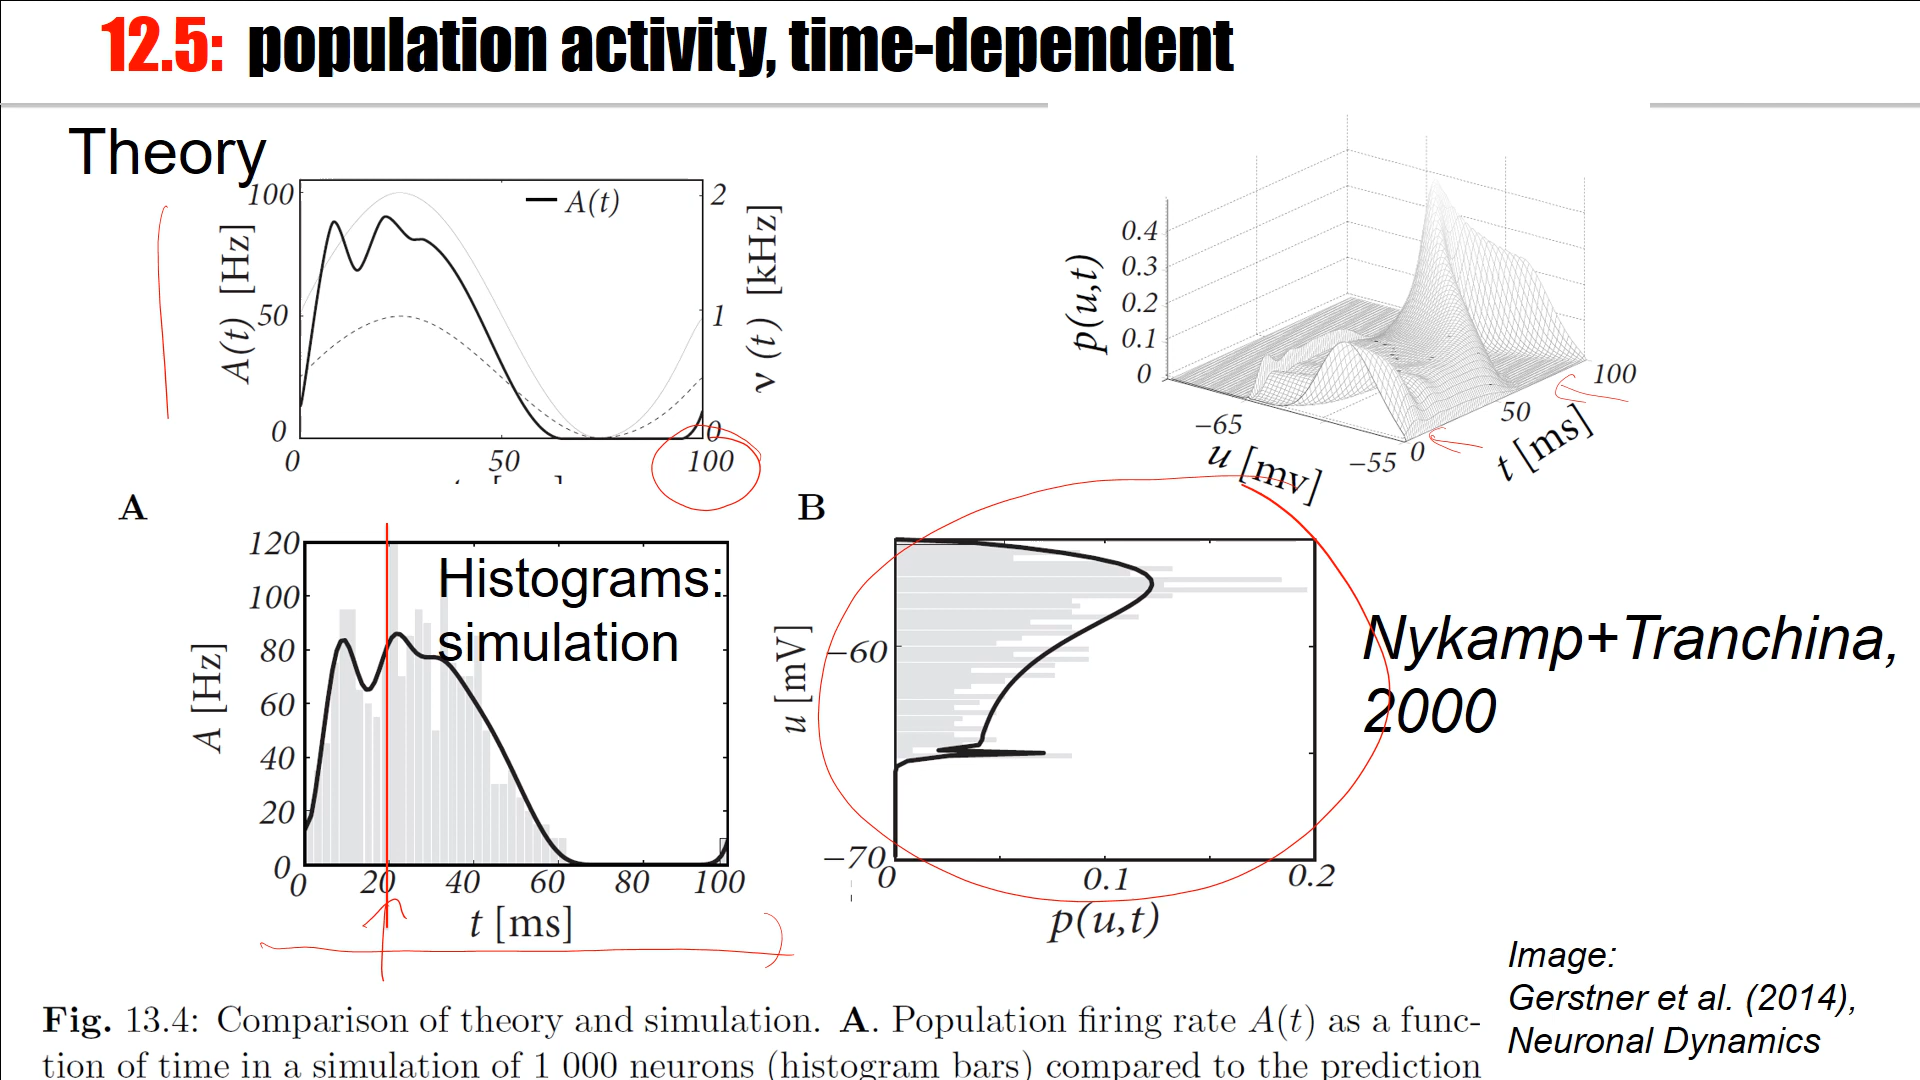 12.5: population activity, time-dependent
Theory
A(t)
100
50
0
A(t) [Hz]
2
1
0
ν (t) [kHz]
0
50
100
0.4
0.3
0.2
0.1
0
p(u,t)
−65
−55
u [mv]
0
50
100
t [ms]
A
B
Histograms:
simulation
120
100
80
60
40
20
0
A [Hz]
0
20
40
60
80
100
t [ms]
−60
−70
u [mV]
0
0.1
0.2
p(u,t)
Nykamp+Tranchina,
2000
Image:
Gerstner et al. (2014),
Neuronal Dynamics
Fig. 13.4: Comparison of theory and simulation. A. Population firing rate A(t) as a func-
tion of time in a simulation of 1 000 neurons (histogram bars) compared to the prediction